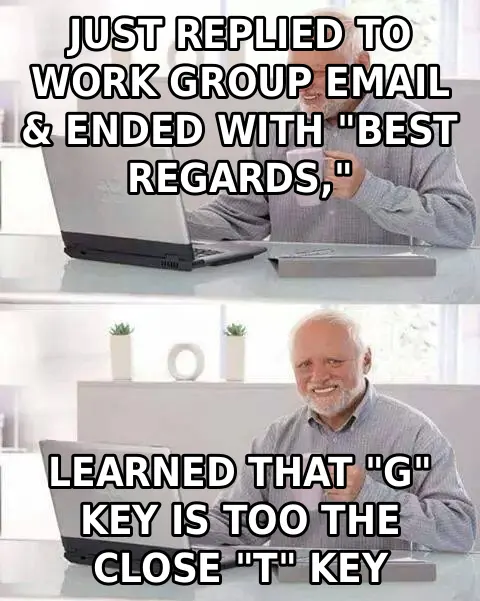 JUST REPLIED TO
WORK GROUP EMAIL
& ENDED WITH "BEST
REGARDS,"
LEARNED THAT "G"
KEY IS TOO THE
CLOSE "T" KEY